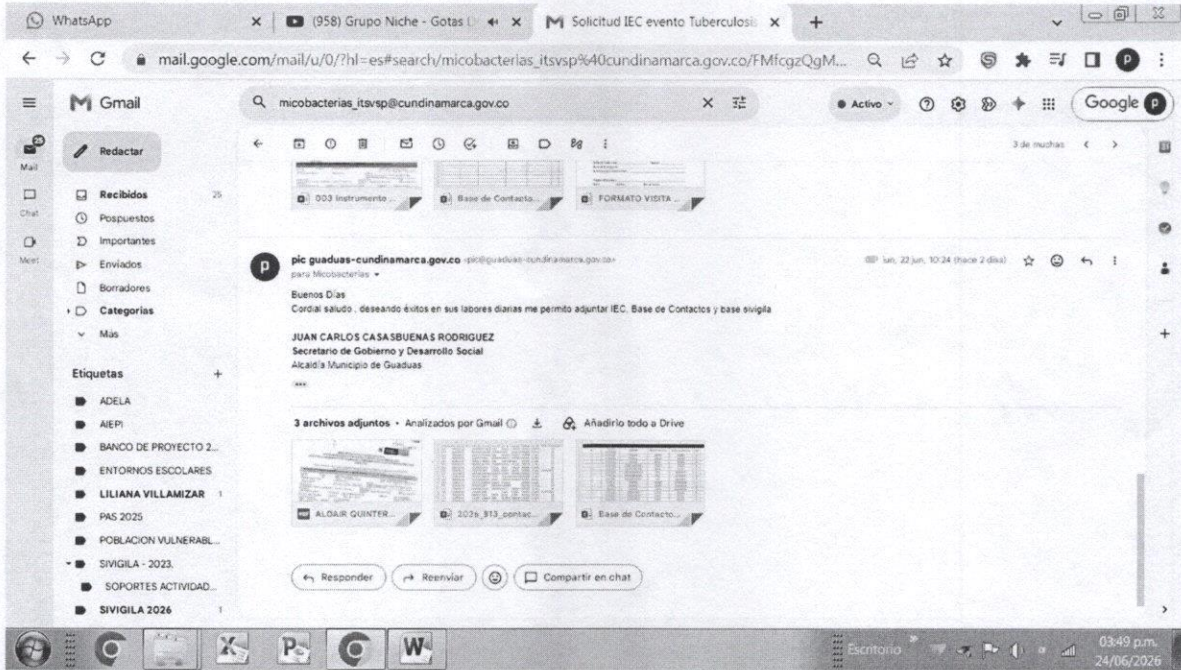 WhatsApp
(958) Grupo Niche - Gotas D
Solicitud IEC evento Tuberculosis
mail.google.com/mail/u/0/?hl=es#search/micobacterias_itsvsp%40cundinamarca.gov.co/FMfcgzQgM...
Gmail
micobacterias_itsvsp@cundinamarca.gov.co
Activo
Google
25
Mail
Redactar
3 de muchas
Chat
Recibidos 25
Pospuestos
003 Instrumento ...
Base de Contacto...
FORMATO VISITA ...
Meet
Importantes
Enviados
Borradores
Categorías
Más
pic guaduas-cundinamarca.gov.co <pic@guaduas-cundinamarca.gov.co>
lun, 22 jun, 10:24 (hace 2 días)
para Micobacterias
Buenos Días
Cordial saludo , deseando éxitos en sus labores diarias me permito adjuntar IEC, Base de Contactos y base sivigila
JUAN CARLOS CASASBUENAS RODRIGUEZ
Secretario de Gobierno y Desarrollo Social
Alcaldía Municipio de Guaduas
Etiquetas
ADELA
AIEPI
BANCO DE PROYECTO 2...
ENTORNOS ESCOLARES
LILIANA VILLAMIZAR 1
PAS 2025
POBLACION VULNERABL...
SIVIGILA - 2023.
SOPORTES ACTIVIDAD...
SIVIGILA 2026 1
3 archivos adjuntos • Analizados por Gmail
Añadirlo todo a Drive
ALDAIR QUINTER...
2026_813_contac...
Base de Contacto...
Responder
Reenviar
Compartir en chat
Escritorio
03:49 p.m.
24/06/2026